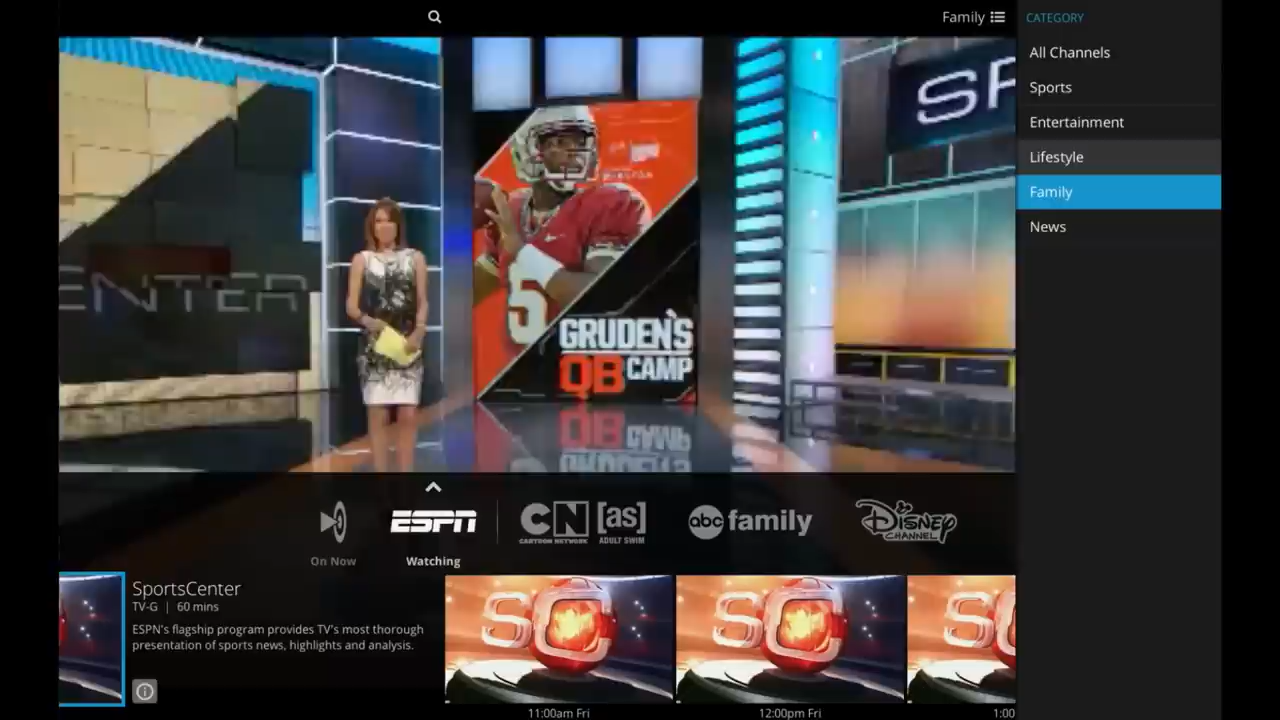 Family
CATEGORY
All Channels
Sports
Entertainment
Lifestyle
Family
News
SP
ENTER
5
GRUDEN'S
QB CAMP
On Now
ESPN
Watching
CN
CARTOON NETWORK
[as]
ADULT SWIM
abc family
DISNEY
CHANNEL
SportsCenter
TV-G | 60 mins
ESPN's flagship program provides TV's most thorough
presentation of sports news, highlights and analysis.
SC
SC
S
11:00am Fri
12:00pm Fri
1:00